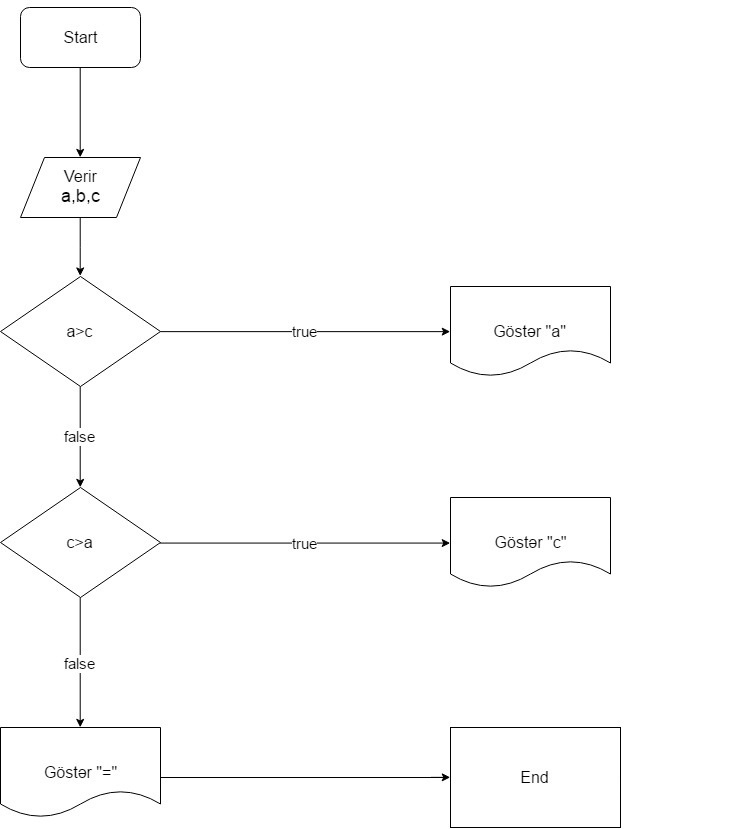 Start
Verir
a,b,c
a>c
true
Göstər "a"
false
c>a
true
Göstər "c"
false
Göstər "="
End